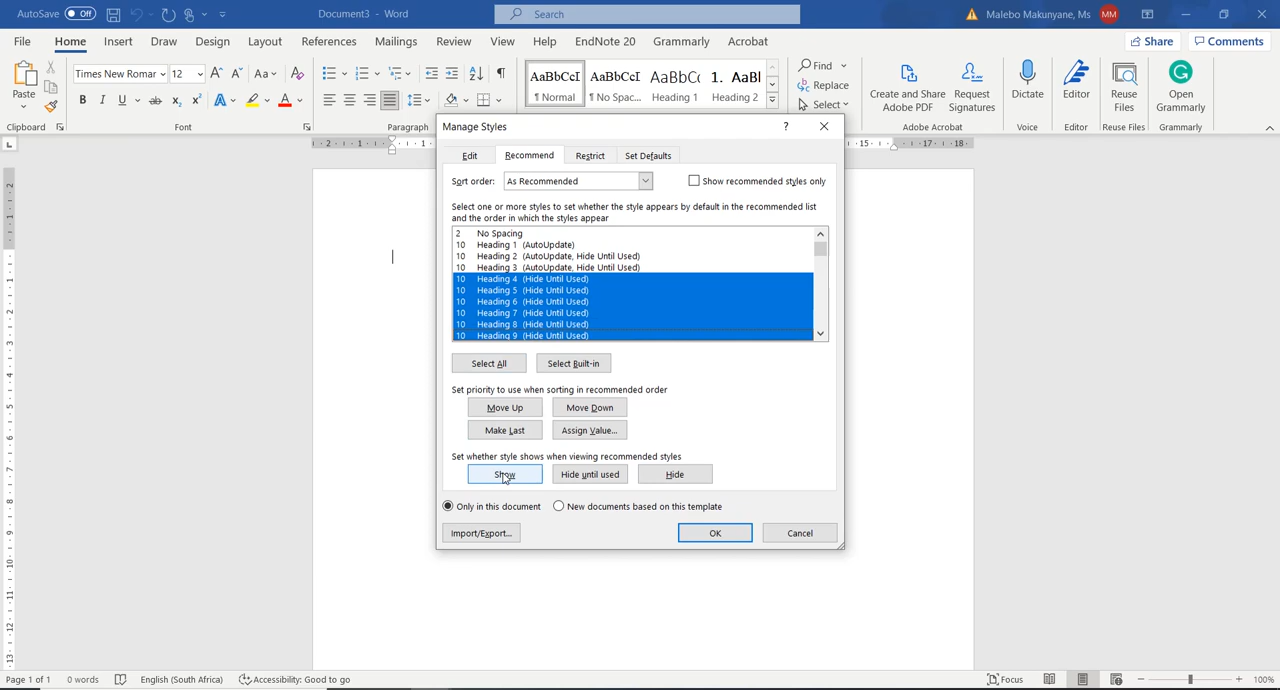 AutoSave Off Document3 - Word Search Malebo Makunyane, Ms MM
File Home Insert Draw Design Layout References Mailings Review View Help EndNote 20 Grammarly Acrobat Share Comments
Paste Times New Roman 12 A A Aa A ¶ AaBbCcI AaBbCcI AaBbC 1. AaBl Find
B I U ab x₂ x² A A ¶ Normal ¶ No Spac... Heading 1 Heading 2 Replace
Select
Create and Share Adobe PDF
Request Signatures
Dictate
Editor
Reuse Files
Open Grammarly
Clipboard Font Paragraph Adobe Acrobat Voice Editor Reuse Files Grammarly
2 1 1 15 17 18
Manage Styles ?
Edit Recommend Restrict Set Defaults
Sort order: As Recommended Show recommended styles only
Select one or more styles to set whether the style appears by default in the recommended list
and the order in which the styles appear
2 No Spacing
10 Heading 1 (AutoUpdate)
10 Heading 2 (AutoUpdate, Hide Until Used)
10 Heading 3 (AutoUpdate, Hide Until Used)
10 Heading 4 (Hide Until Used)
10 Heading 5 (Hide Until Used)
10 Heading 6 (Hide Until Used)
10 Heading 7 (Hide Until Used)
10 Heading 8 (Hide Until Used)
10 Heading 9 (Hide Until Used)
Select All Select Built-in
Set priority to use when sorting in recommended order
Move Up Move Down
Make Last Assign Value...
Set whether style shows when viewing recommended styles
Show Hide until used Hide
Only in this document New documents based on this template
Import/Export... OK Cancel
Page 1 of 1 0 words English (South Africa) Accessibility: Good to go Focus 100%